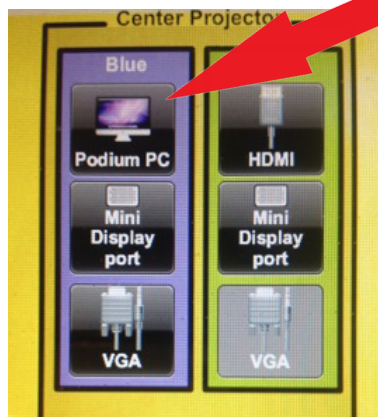 Center Projector
Blue
Podium PC
HDMI
Mini
Display
port
Mini
Display
port
VGA
VGA